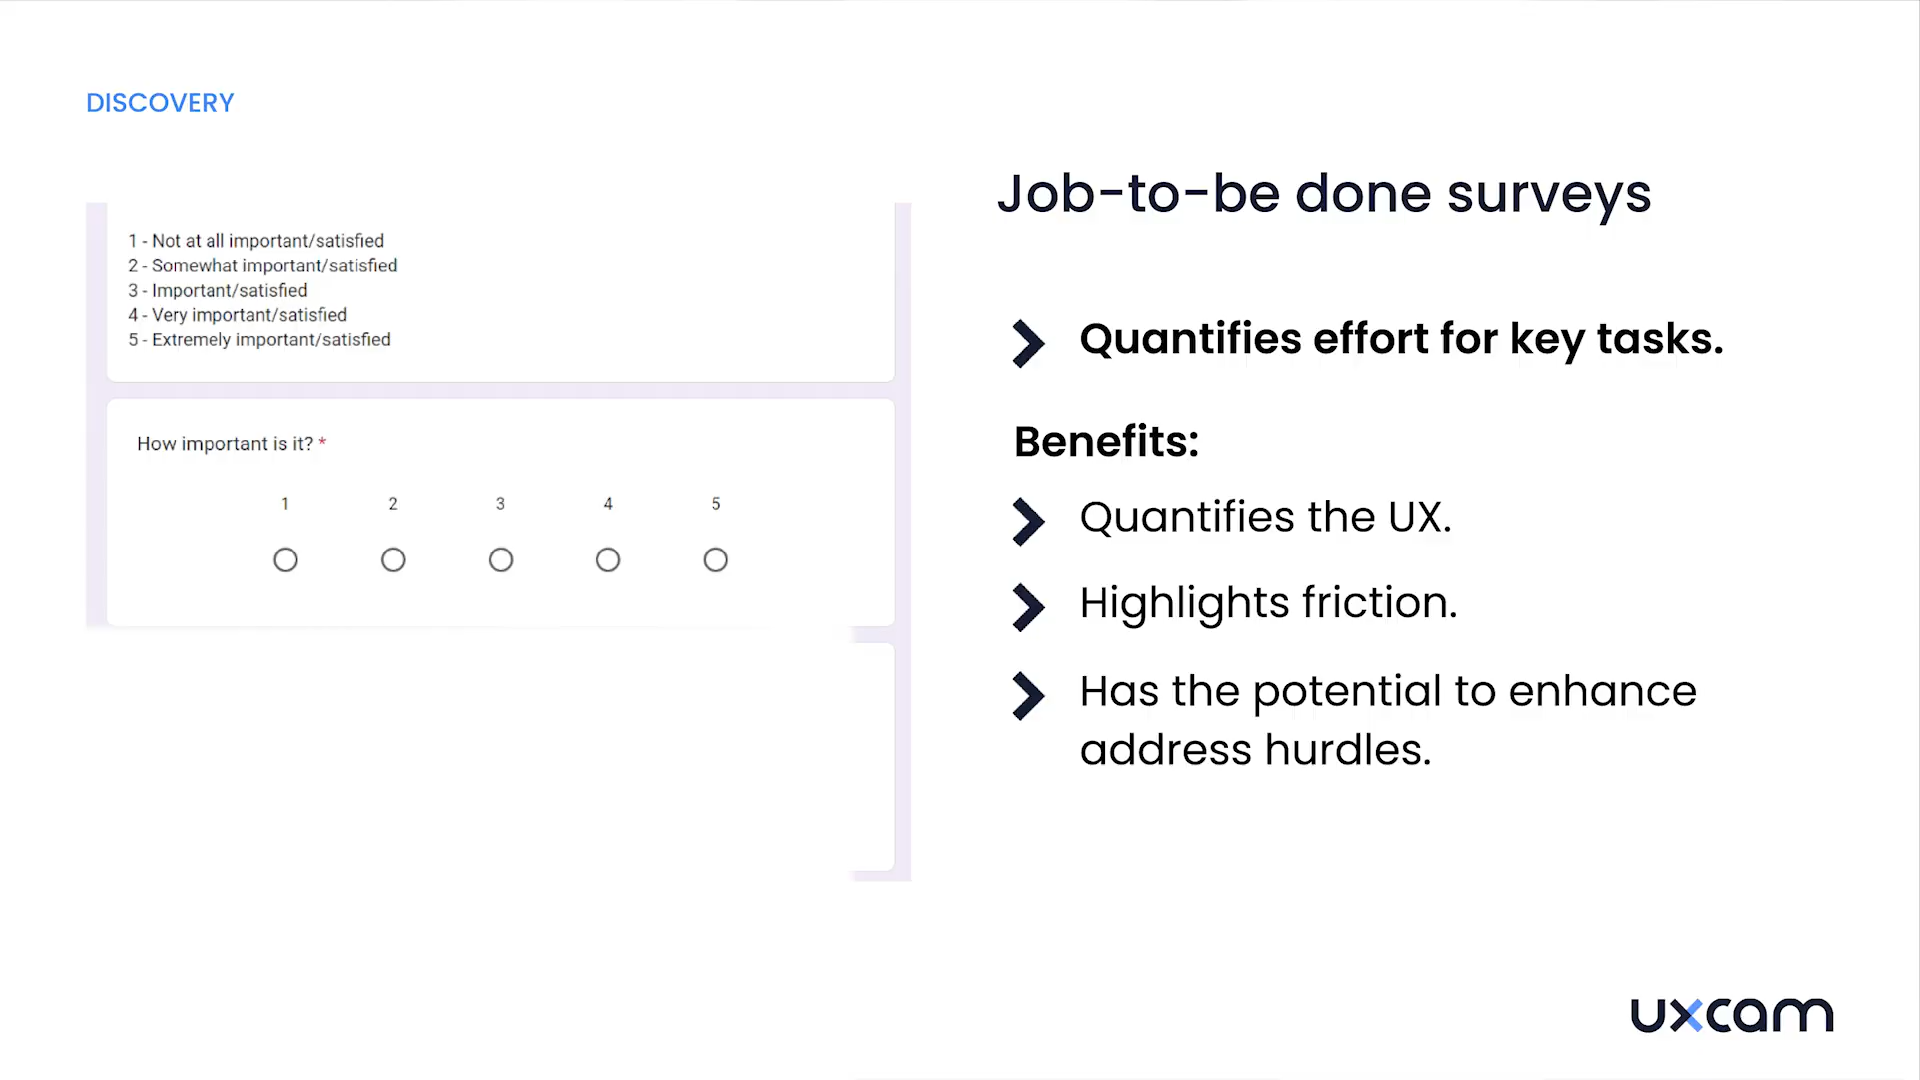 DISCOVERY
1 - Not at all important/satisfied
2 - Somewhat important/satisfied
3 - Important/satisfied
4 - Very important/satisfied
5 - Extremely important/satisfied
How important is it? *
1 2 3 4 5
Job-to-be done surveys
Quantifies effort for key tasks.
Benefits:
Quantifies the UX.
Highlights friction.
Has the potential to enhance
address hurdles.
uxcam